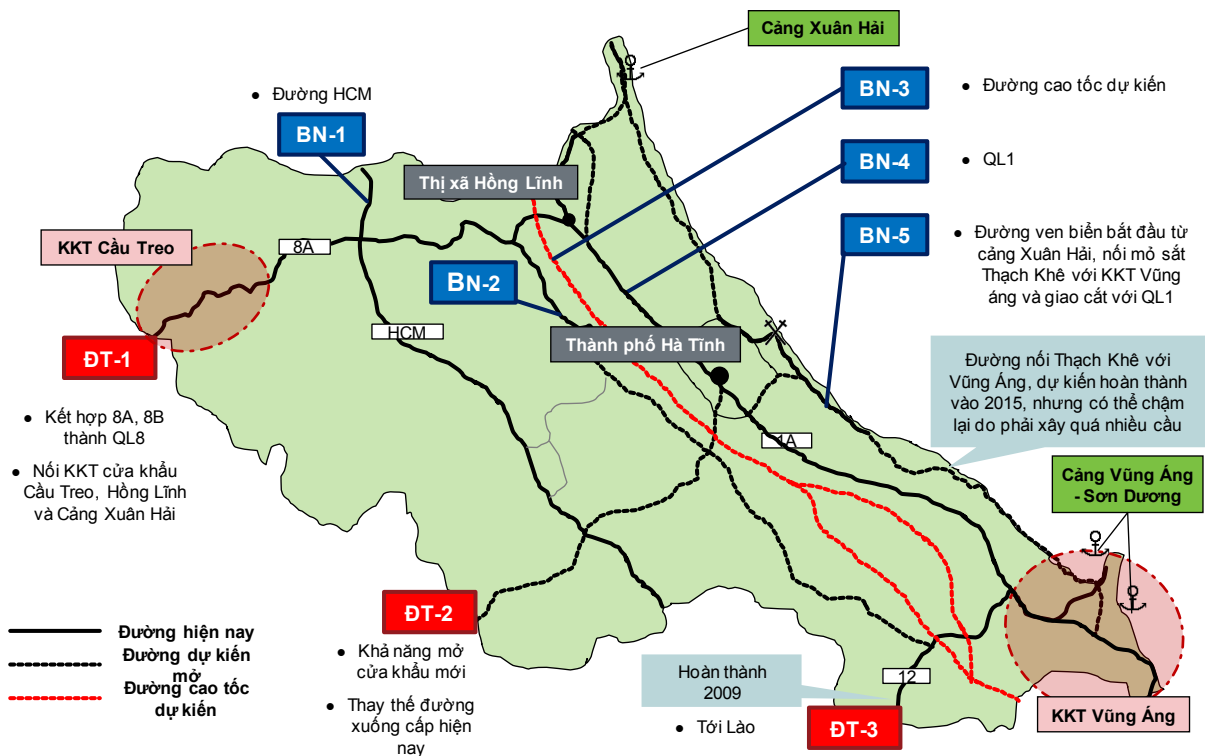 Cảng Xuân Hải
BN-3
• Đường cao tốc dự kiến
• Đường HCM
BN-1
BN-4
• QL1
Thị xã Hồng Lĩnh
BN-5
• Đường ven biển bắt đầu từ
cảng Xuân Hải, nối mỏ sắt
Thạch Khê với KKT Vũng
áng và giao cắt với QL1
KKT Cầu Treo
8A
BN-2
HCM
Thành phố Hà Tĩnh
ĐT-1
Đường nối Thạch Khê với
Vũng Áng, dự kiến hoàn thành
vào 2015, nhưng có thể chậm
lại do phải xây quá nhiều cầu
• Kết hợp 8A, 8B
thành QL8
• Nối KKT cửa khẩu
Cầu Treo, Hồng Lĩnh
và Cảng Xuân Hải
1A
Cảng Vũng Áng
- Sơn Dương
ĐT-2
• Khả năng mở
cửa khẩu mới
• Thay thế đường
xuống cấp hiện
nay
Đường hiện nay
Đường dự kiến
mở
Đường cao tốc
dự kiến
Hoàn thành
2009
12
• Tới Lào
ĐT-3
KKT Vũng Áng